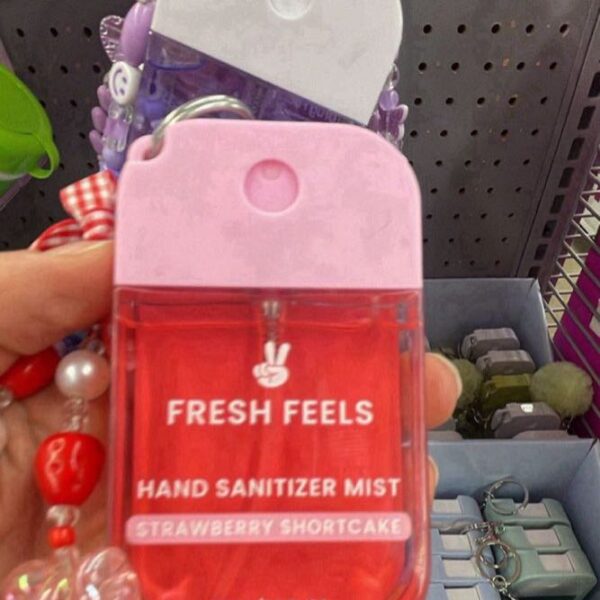 FRESH FEELS
HAND SANITIZER MIST
STRAWBERRY SHORTCAKE